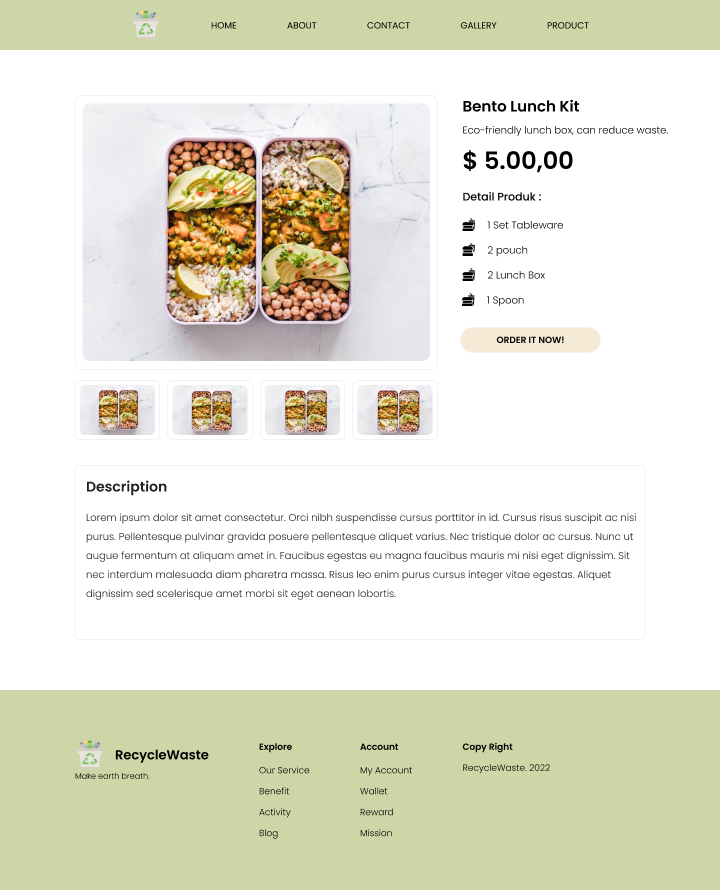 HOME ABOUT CONTACT GALLERY PRODUCT
Bento Lunch Kit
Eco-friendly lunch box, can reduce waste.
$ 5.00,00
Detail Produk :
1 Set Tableware
2 pouch
2 Lunch Box
1 Spoon
ORDER IT NOW!
Description
Lorem ipsum dolor sit amet consectetur. Orci nibh suspendisse cursus porttitor in id. Cursus risus suscipit ac nisi
purus. Pellentesque pulvinar gravida posuere pellentesque aliquet varius. Nec tristique dolor ac cursus. Nunc ut
augue fermentum at aliquam amet in. Faucibus egestas eu magna faucibus mauris mi nisi eget dignissim. Sit
nec interdum malesuada diam pharetra massa. Risus leo enim purus cursus integer vitae egestas. Aliquet
dignissim sed scelerisque amet morbi sit eget aenean lobortis.
RecycleWaste
Make earth breath.
Explore
Our Service
Benefit
Activity
Blog
Account
My Account
Wallet
Reward
Mission
Copy Right
RecycleWaste. 2022